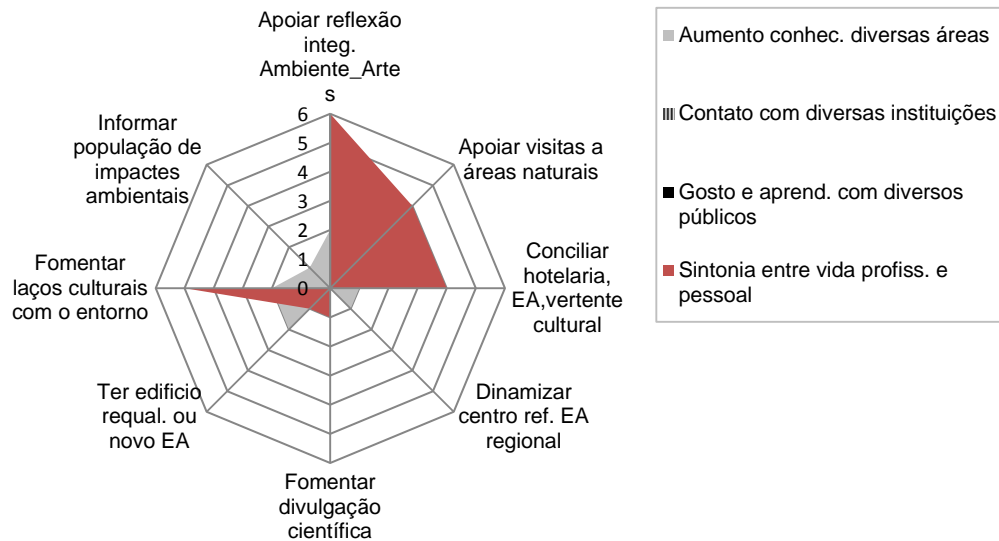 Apoiar reflexão
integ.
Ambiente_Arte
s
Apoiar visitas a
áreas naturais
Conciliar
hotelaria,
EA,vertente
cultural
Dinamizar
centro ref. EA
regional
Fomentar
divulgação
científica
Ter edificio
requal. ou
novo EA
Fomentar
laços culturais
com o entorno
Informar
população de
impactes
ambientais
6
5
4
3
2
1
0
Aumento conhec. diversas áreas
Contato com diversas instituições
Gosto e aprend. com diversos
públicos
Sintonia entre vida profiss. e
pessoal